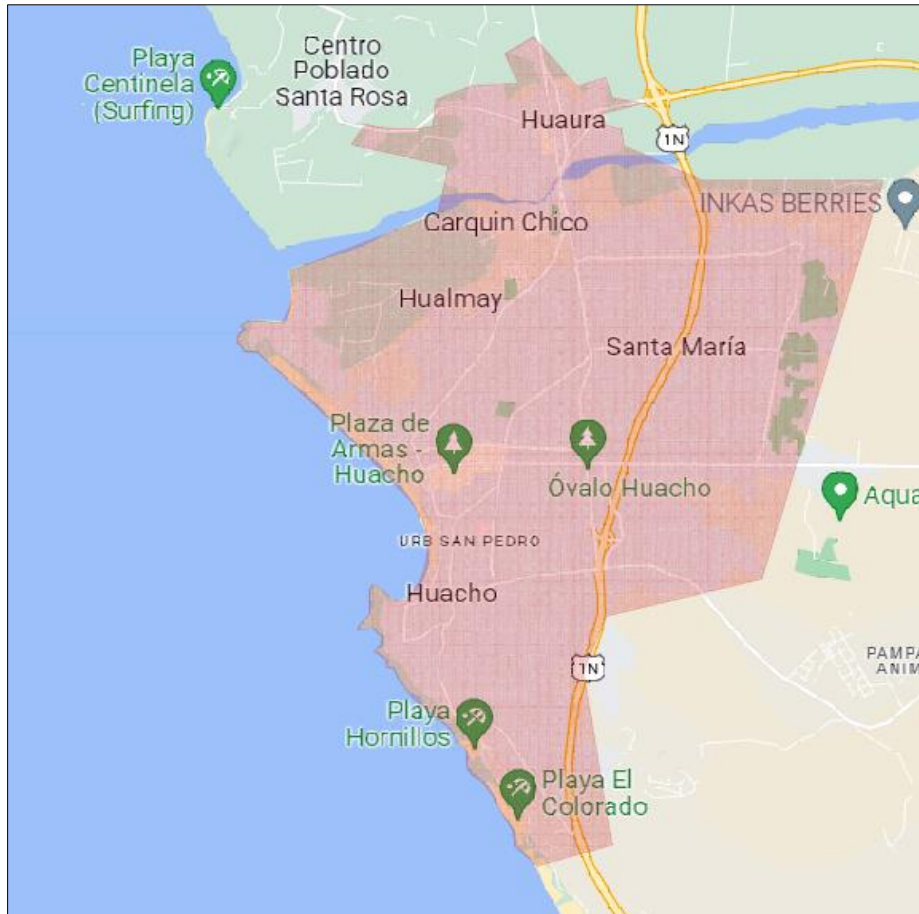 Playa
Centinela
(Surfing)
Centro
Poblado
Santa Rosa
Huaura
1N
INKAS BERRIES
Carquin Chico
Hualmay
Santa María
Plaza de
Armas -
Huacho
Óvalo Huacho
Aqua
URB SAN PEDRO
Huacho
1N
PAMPA
ANIM
Playa
Hornillos
Playa El
Colorado